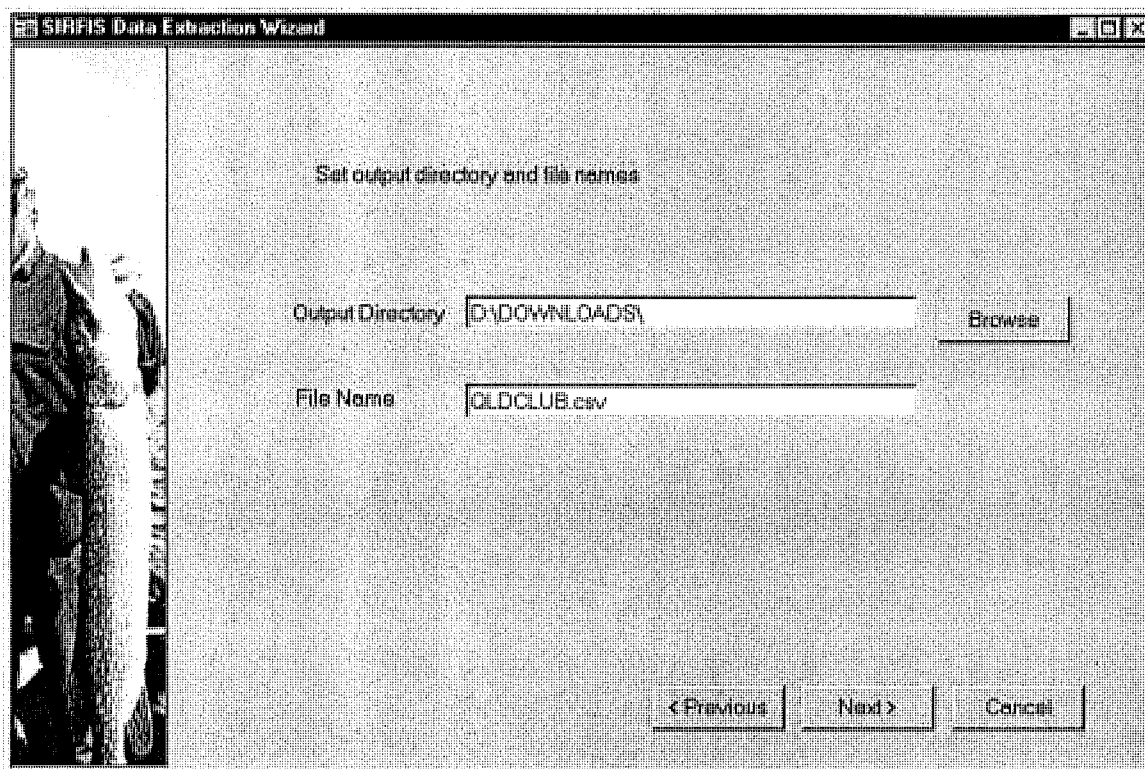 SIRFIS Data Extraction Wizard
Set output directory and file names
Output Directory D:\DOWNLOADS\ Browse
File Name QLDCLUB.csv
< Previous Next > Cancel